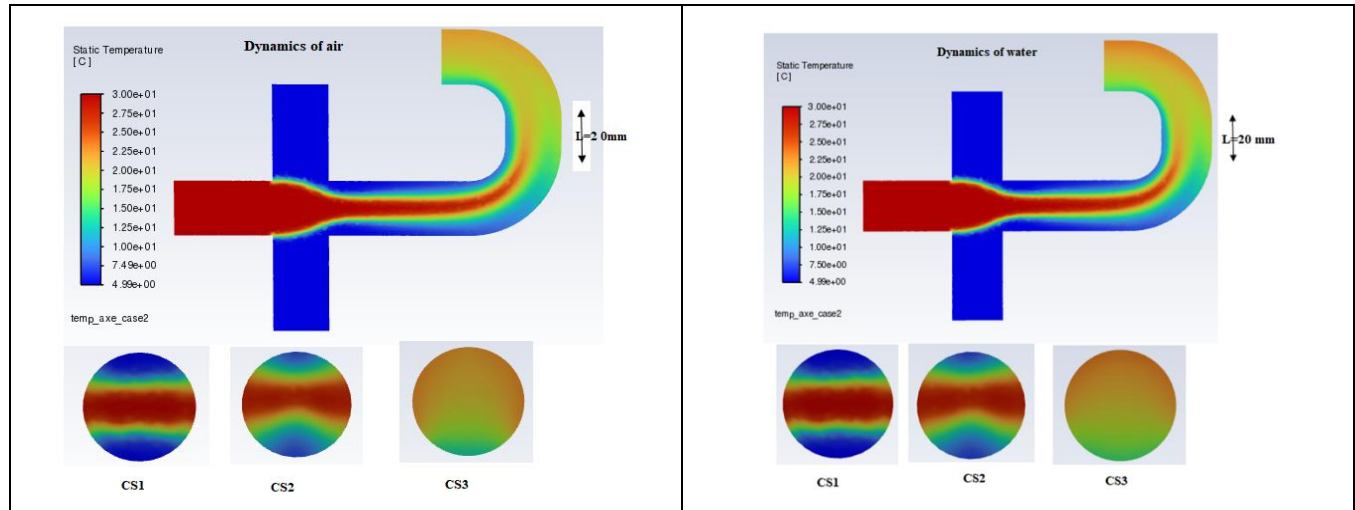 Dynamics of air
Static Temperature
[ C ]
3.00e+01
2.75e+01
2.50e+01
2.25e+01
2.00e+01
1.75e+01
1.50e+01
1.25e+01
1.00e+01
7.49e+00
4.99e+00
L=2 0mm
temp_axe_case2
CS1
CS2
CS3
Dynamics of water
Static Temperature
[ C ]
3.00e+01
2.75e+01
2.50e+01
2.25e+01
2.00e+01
1.75e+01
1.50e+01
1.25e+01
1.00e+01
7.50e+00
4.99e+00
L=20 mm
temp_axe_case2
CS1
CS2
CS3